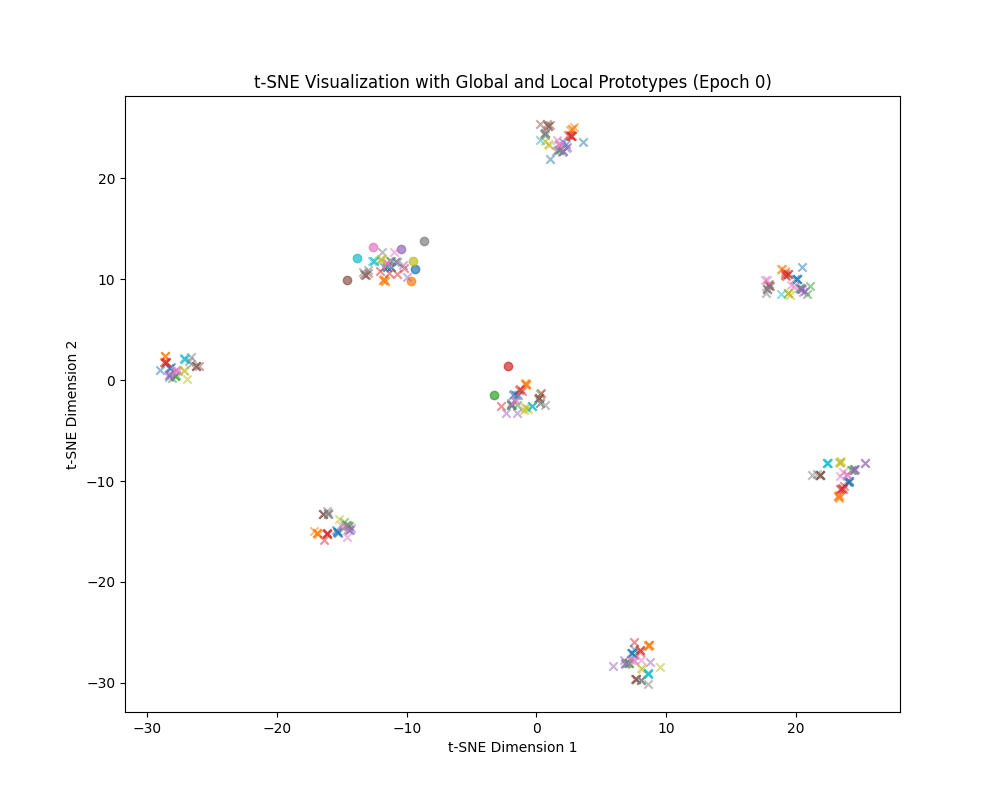 t-SNE Visualization with Global and Local Prototypes (Epoch 0)
t-SNE Dimension 2
20
10
0
−10
−20
−30
−30 −20 −10 0 10 20
t-SNE Dimension 1